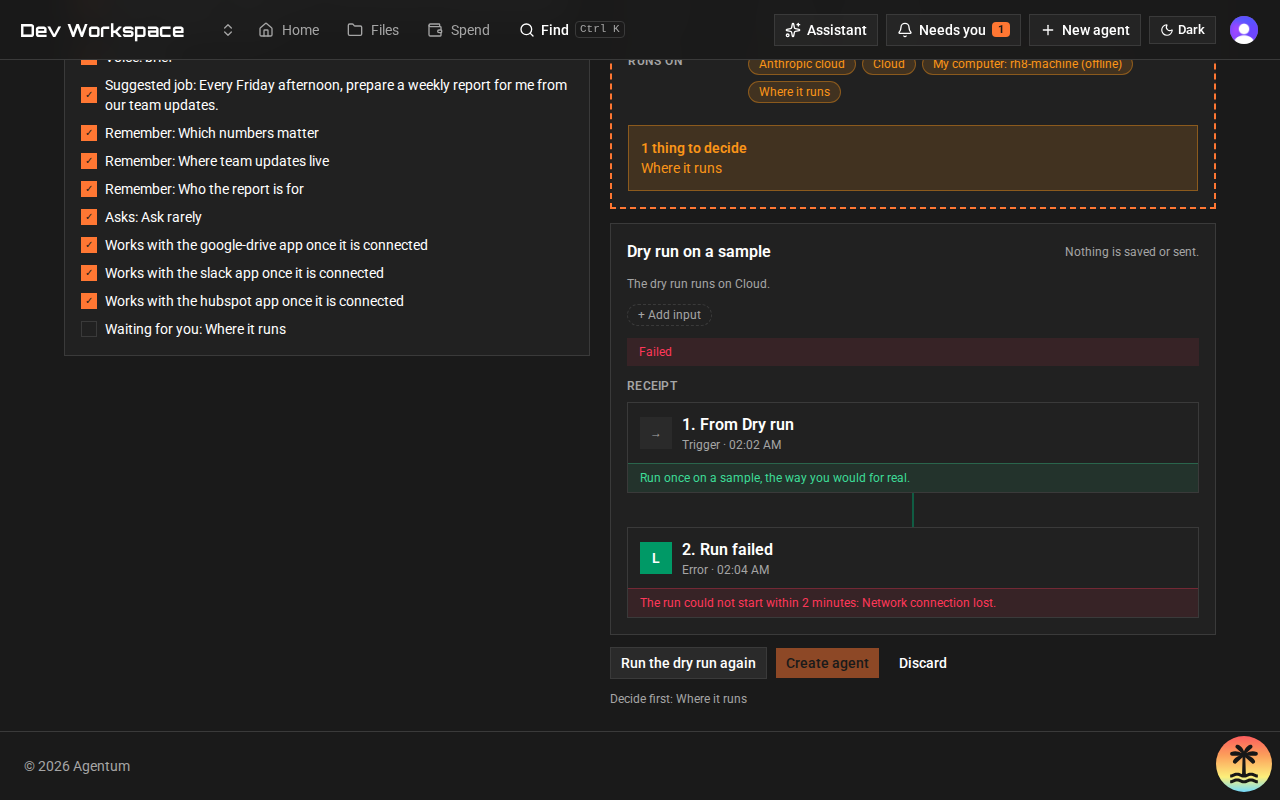 Dev Workspace
Home
Files
Spend
Find
Ctrl K
Assistant
Needs you
1
New agent
Dark
Voice: brief
Suggested job: Every Friday afternoon, prepare a weekly report for me from
our team updates.
Remember: Which numbers matter
Remember: Where team updates live
Remember: Who the report is for
Asks: Ask rarely
Works with the google-drive app once it is connected
Works with the slack app once it is connected
Works with the hubspot app once it is connected
Waiting for you: Where it runs
RUNS ON
Anthropic cloud
Cloud
My computer: rh8-machine (offline)
Where it runs
1 thing to decide
Where it runs
Dry run on a sample
Nothing is saved or sent.
The dry run runs on Cloud.
+ Add input
Failed
RECEIPT
→
1. From Dry run
Trigger · 02:02 AM
Run once on a sample, the way you would for real.
L
2. Run failed
Error · 02:04 AM
The run could not start within 2 minutes: Network connection lost.
Run the dry run again
Create agent
Discard
Decide first: Where it runs
© 2026 Agentum